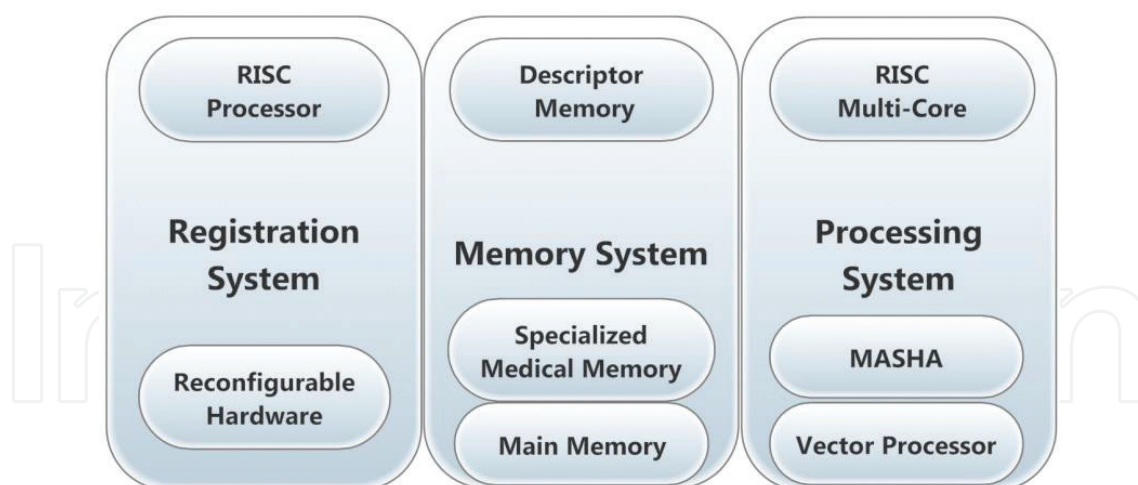 RISC
Processor
Registration
System
Reconfigurable
Hardware
Descriptor
Memory
Memory System
Specialized
Medical Memory
Main Memory
RISC
Multi-Core
Processing
System
MASHA
Vector Processor